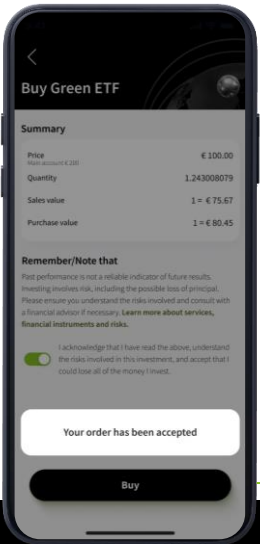 Buy Green ETF
Summary
Price € 100.00
Main account € 280
Quantity 1.243008079
Sales value 1 = € 75.67
Purchase value 1 = € 80.45
Remember/Note that
Past performance is not a reliable indicator of future results.
Investing involves risk, including the possible loss of principal.
Please ensure you understand the risks involved and consult with
a financial advisor if necessary. Learn more about services,
financial instruments and risks.
I acknowledge that I have read the above, understand
the risks involved in this investment, and accept that I
could lose all of the money I invest.
Your order has been accepted
Buy